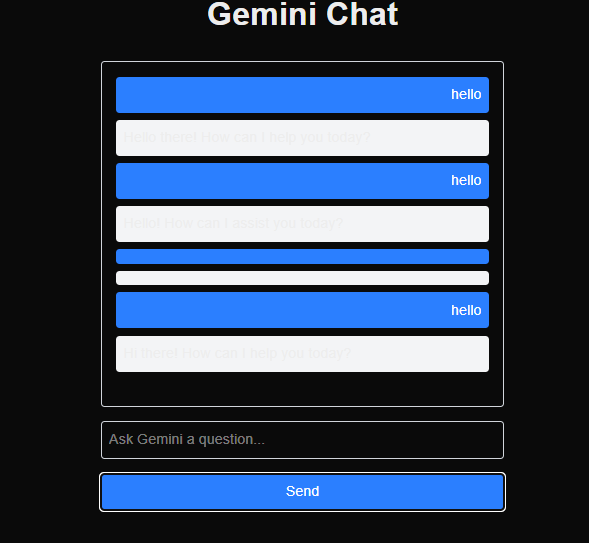 Gemini Chat
hello
Hello there! How can I help you today?
hello
Hello! How can I assist you today?
hello
Hi there! How can I help you today?
Ask Gemini a question...
Send